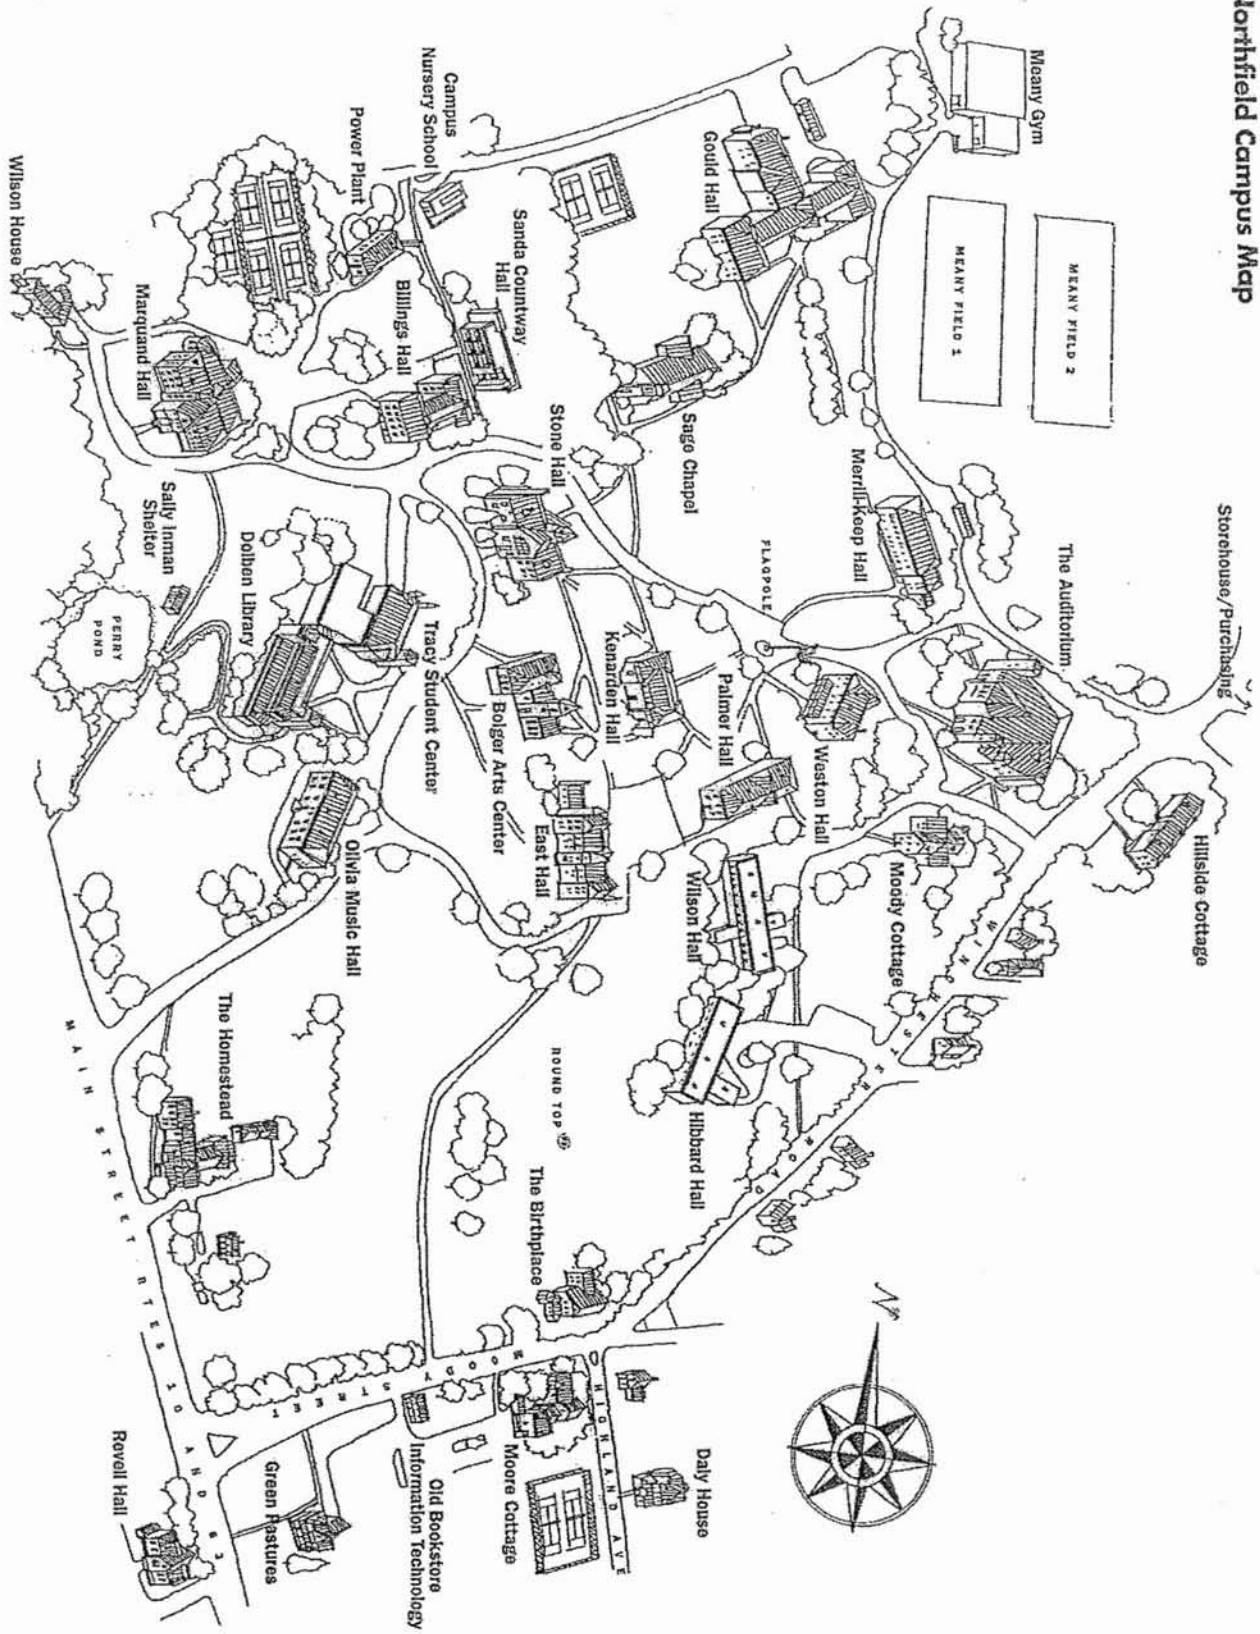 Northfield Campus Map
Storehouse/Purchasing
Meany Gym
MEANY FIELD 2
MEANY FIELD 1
Hillside Cottage
The Auditorium
Merrill-Keep Hall
Gould Hall
Sage Chapel
FLAGPOLE
Weston Hall
Moody Cottage
WINCHESTER ROAD
Palmer Hall
Wilson Hall
Hibbard Hall
Campus
Nursery School
Sanda Countway
Hall
Stone Hall
Kenarden Hall
East Hall
ROUND TOP
The Birthplace
Daly House
HIGHLAND AVE
Power Plant
Billings Hall
Tracy Student Center
Bolger Arts Center
Moore Cottage
MOODY STREET
Old Bookstore
Information Technology
Marquand Hall
Dolben Library
Olivia Music Hall
The Homestead
Green Pastures
Wilson House
Sally Inman
Shelter
PERRY
POND
MAIN STREET RTES 10 AND 63
Revell Hall
N